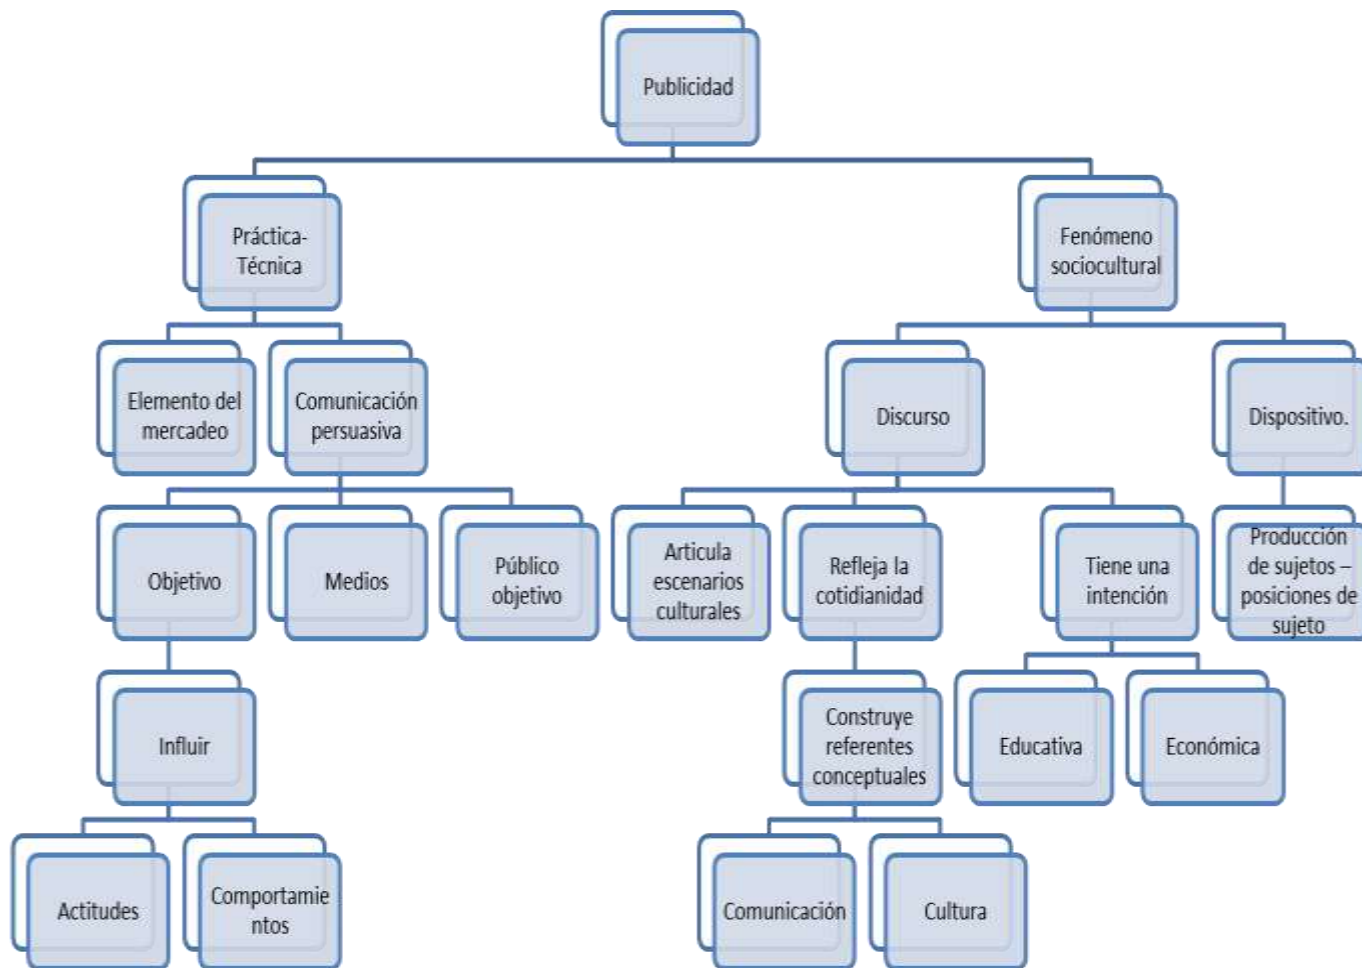 Publicidad
Práctica-
Técnica
Fenómeno
sociocultural
Elemento del
mercadeo
Comunicación
persuasiva
Discurso
Dispositivo.
Objetivo
Medios
Público
objetivo
Articula
escenarios
culturales
Refleja la
cotidianidad
Tiene una
intención
Producción
de sujetos –
posiciones de
sujeto
Influir
Construye
referentes
conceptuales
Educativa
Económica
Actitudes
Comportamie
ntos
Comunicación
Cultura